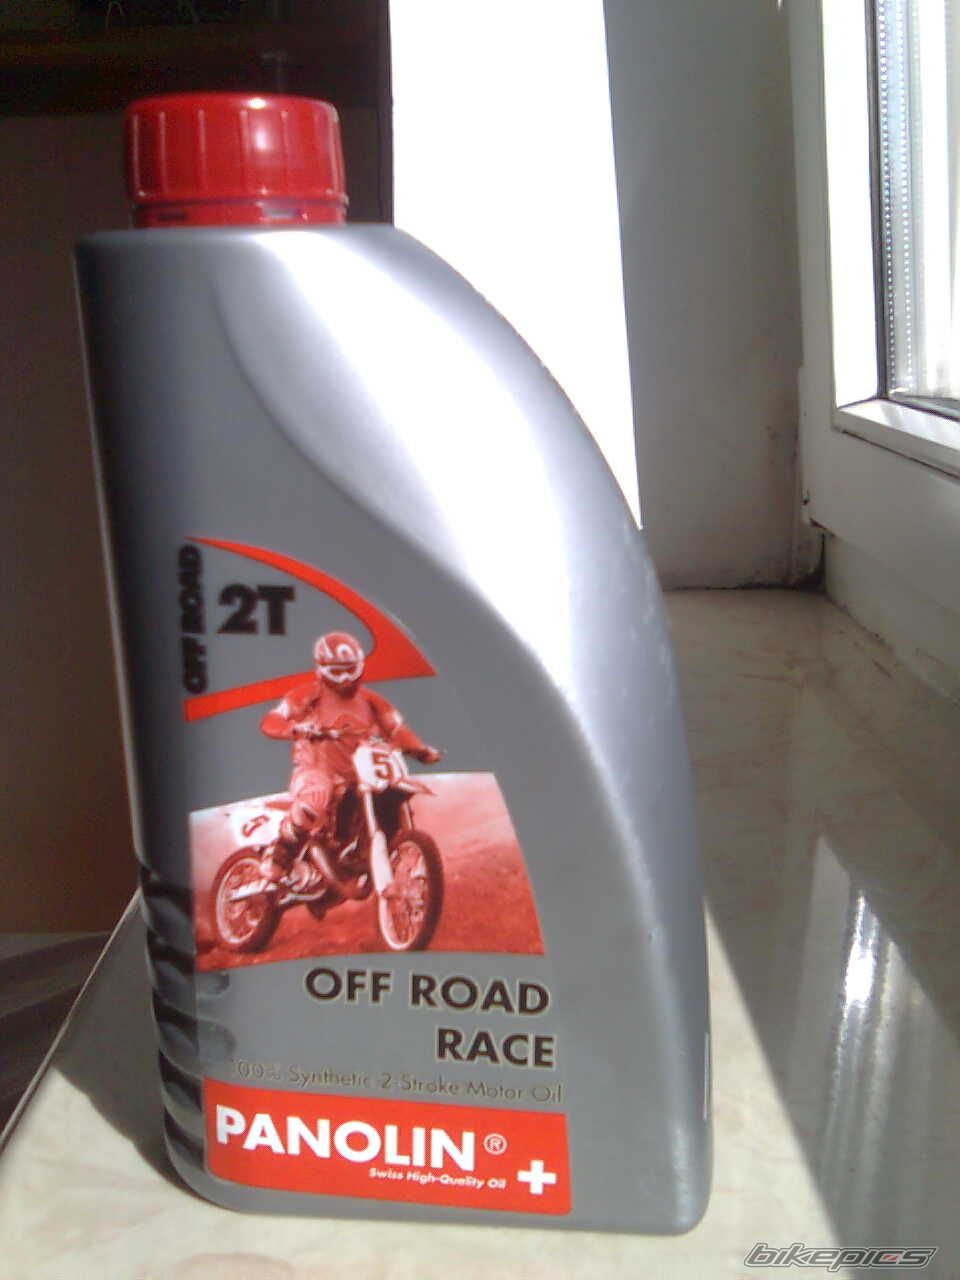 OFF ROAD
2T
5
5
OFF ROAD
RACE
100% Synthetic 2-Stroke Motor Oil
PANOLIN®
Swiss High-Quality Oil
bikepics